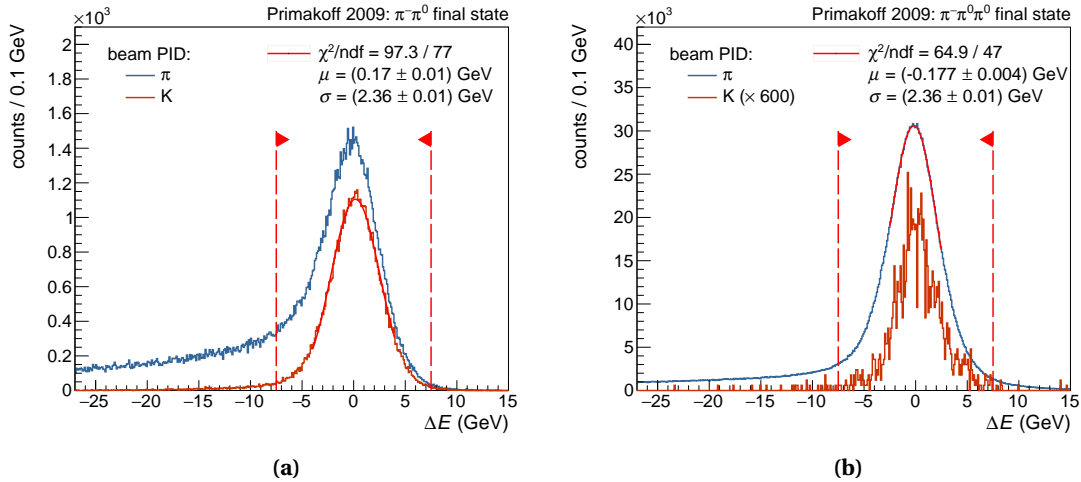 Primakoff 2009: π⁻π⁰ final state
×10³
counts / 0.1 GeV
2
1.8
1.6
1.4
1.2
1
0.8
0.6
0.4
0.2
0
beam PID:
π
K
χ²/ndf = 97.3 / 77
μ = (0.17 ± 0.01) GeV
σ = (2.36 ± 0.01) GeV
−25 −20 −15 −10 −5 0 5 10 15
ΔE (GeV)
(a)
Primakoff 2009: π⁻π⁰π⁰ final state
×10³
counts / 0.1 GeV
40
30
20
10
0
beam PID:
π
K (× 600)
χ²/ndf = 64.9 / 47
μ = (-0.177 ± 0.004) GeV
σ = (2.36 ± 0.01) GeV
−25 −20 −15 −10 −5 0 5 10 15
ΔE (GeV)
(b)